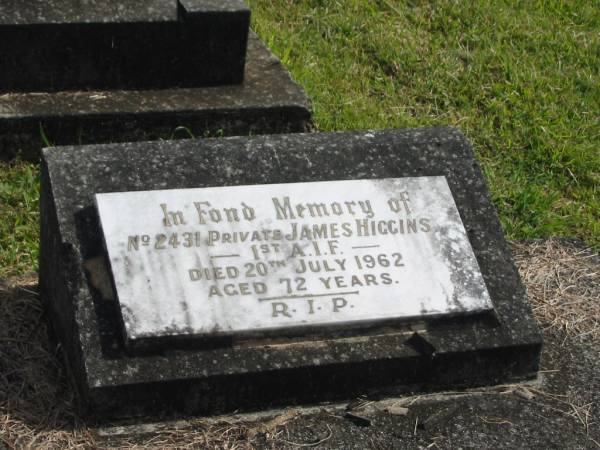 In Fond Memory of
No 2431 Private James Higgins
— 1ST A.I.F. —
Died 20TH July 1962
Aged 72 Years.
R.I.P.